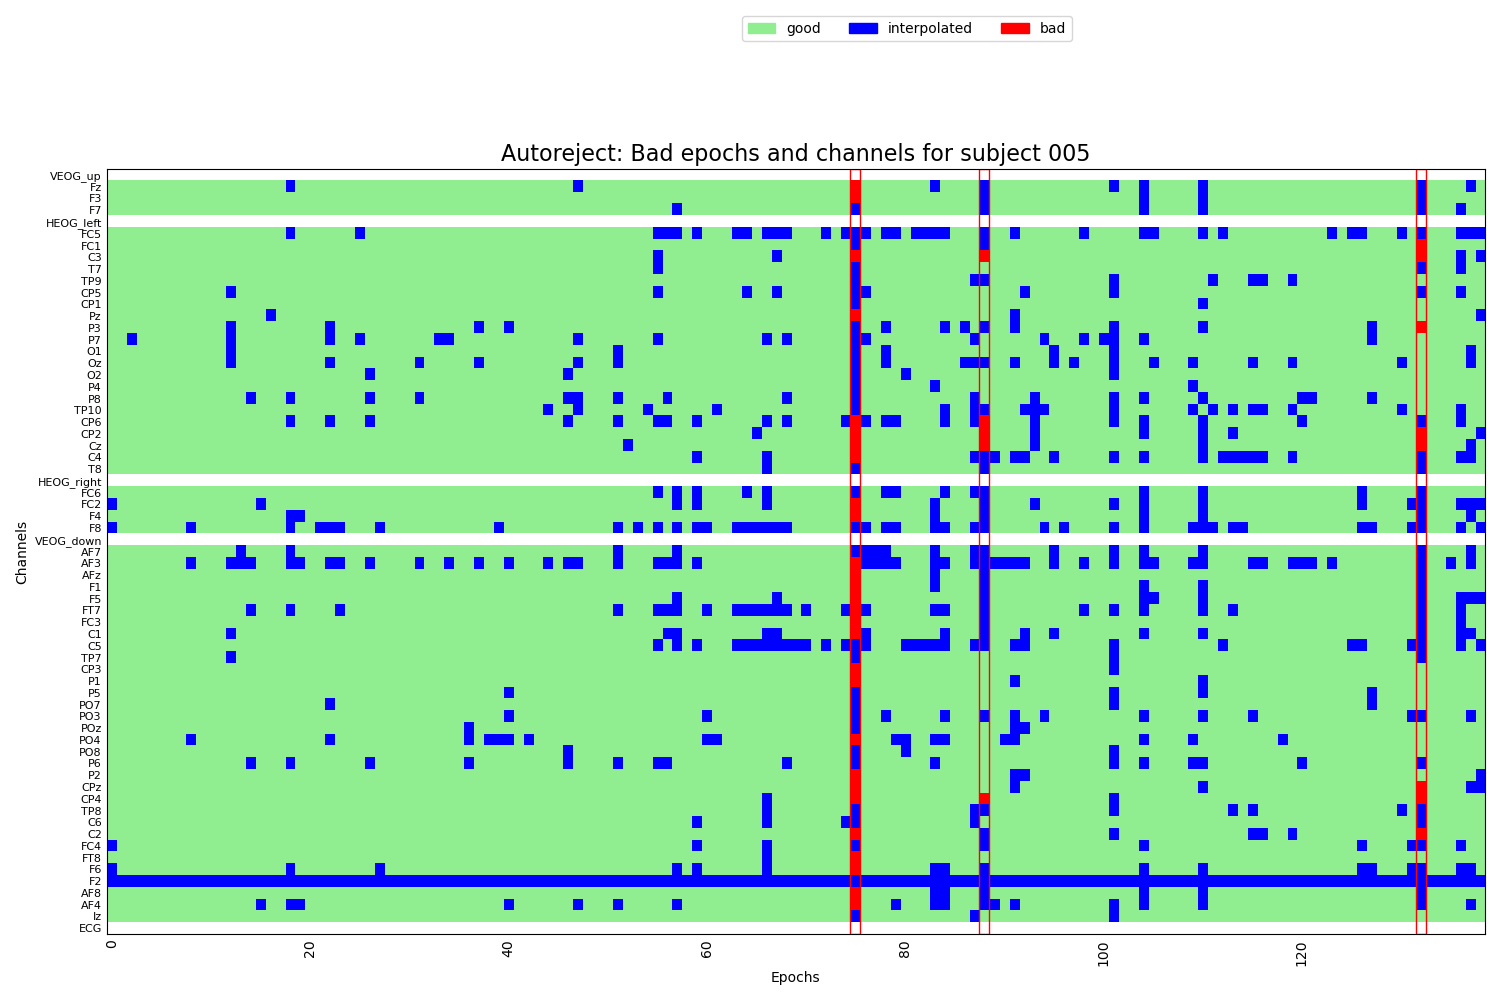 good interpolated bad
Autoreject: Bad epochs and channels for subject 005
Channels
VEOG_up
Fz
F3
F7
HEOG_left
FC5
FC1
C3
T7
TP9
CP5
CP1
Pz
P3
P7
O1
Oz
O2
P4
P8
TP10
CP6
CP2
Cz
C4
T8
HEOG_right
FC6
FC2
F4
F8
VEOG_down
AF7
AF3
AFz
F1
F5
FT7
FC3
C1
C5
TP7
CP3
P1
P5
PO7
PO3
POz
PO4
PO8
P6
P2
CPz
CP4
TP8
C6
C2
FC4
FT8
F6
F2
AF8
AF4
Iz
ECG
0 20 40 60 80 100 120
Epochs